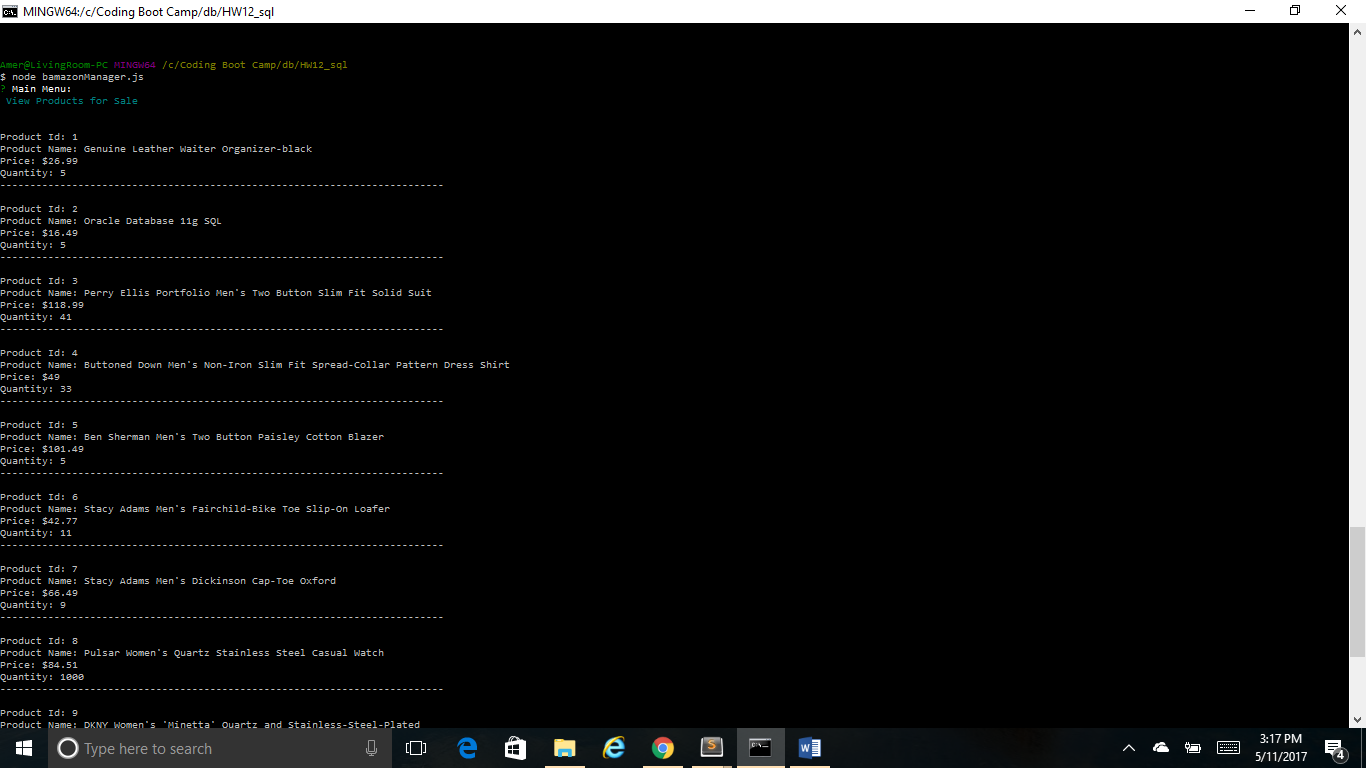 MINGW64:/c/Coding Boot Camp/db/HW12_sql
Amer@LivingRoom-PC MINGW64 /c/Coding Boot Camp/db/HW12_sql
$ node bamazonManager.js
? Main Menu:
View Products for Sale
Product Id: 1
Product Name: Genuine Leather Waiter Organizer-black
Price: $26.99
Quantity: 5
--------------------------------------------------------------------------
Product Id: 2
Product Name: Oracle Database 11g SQL
Price: $16.49
Quantity: 5
--------------------------------------------------------------------------
Product Id: 3
Product Name: Perry Ellis Portfolio Men's Two Button Slim Fit Solid Suit
Price: $118.99
Quantity: 41
--------------------------------------------------------------------------
Product Id: 4
Product Name: Buttoned Down Men's Non-Iron Slim Fit Spread-Collar Pattern Dress Shirt
Price: $49
Quantity: 33
--------------------------------------------------------------------------
Product Id: 5
Product Name: Ben Sherman Men's Two Button Paisley Cotton Blazer
Price: $101.49
Quantity: 5
--------------------------------------------------------------------------
Product Id: 6
Product Name: Stacy Adams Men's Fairchild-Bike Toe Slip-On Loafer
Price: $42.77
Quantity: 11
--------------------------------------------------------------------------
Product Id: 7
Product Name: Stacy Adams Men's Dickinson Cap-Toe Oxford
Price: $66.49
Quantity: 9
--------------------------------------------------------------------------
Product Id: 8
Product Name: Pulsar Women's Quartz Stainless Steel Casual Watch
Price: $84.51
Quantity: 1000
--------------------------------------------------------------------------
Product Id: 9
Product Name: DKNY Women's 'Minetta' Quartz and Stainless-Steel-Plated
Type here to search
3:17 PM
5/11/2017
4